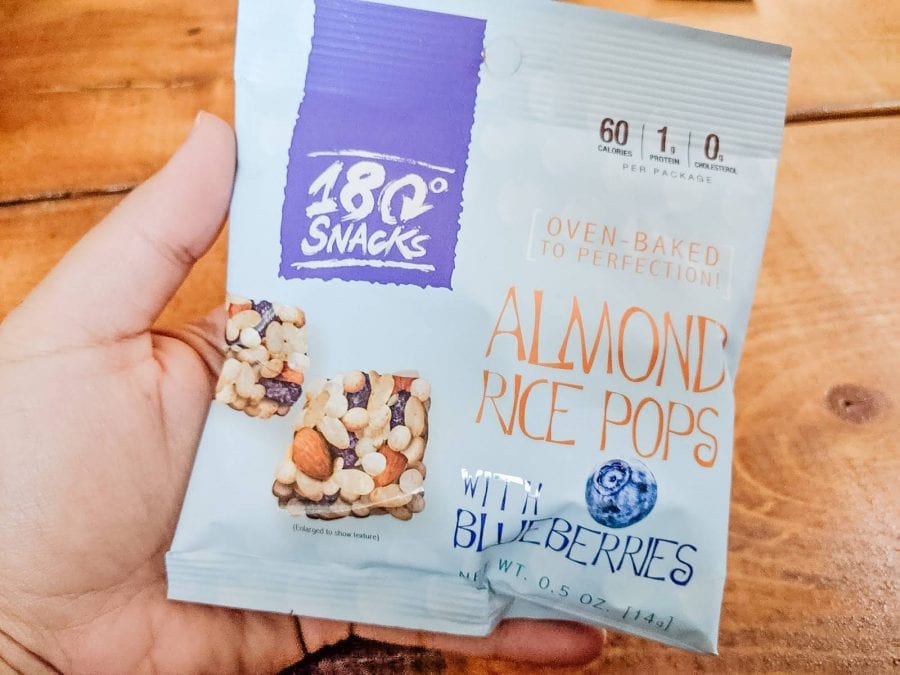 180°
SNACKS
60 | 1g | 0g
CALORIES PROTEIN CHOLESTEROL
PER PACKAGE
[OVEN-BAKED
TO PERFECTION!]
ALMOND
RICE POPS
WITH
BLUEBERRIES
NET WT. 0.5 OZ. [14g]
(Enlarged to show texture)